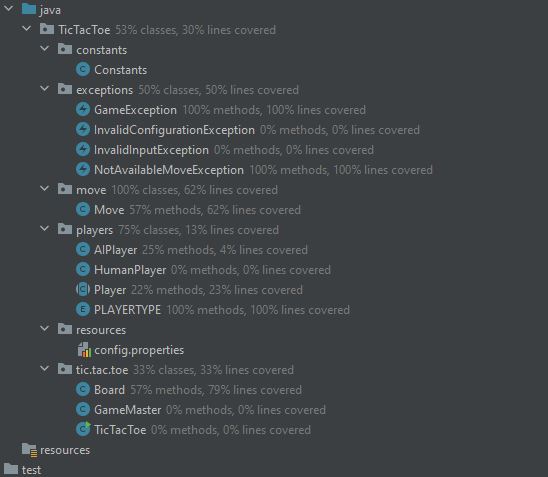 java
TicTacToe 53% classes, 30% lines covered
constants
Constants
exceptions 50% classes, 50% lines covered
GameException 100% methods, 100% lines covered
InvalidConfigurationException 0% methods, 0% lines covered
InvalidInputException 0% methods, 0% lines covered
NotAvailableMoveException 100% methods, 100% lines covered
move 100% classes, 62% lines covered
Move 57% methods, 62% lines covered
players 75% classes, 13% lines covered
AIPlayer 25% methods, 4% lines covered
HumanPlayer 0% methods, 0% lines covered
Player 22% methods, 23% lines covered
PLAYERTYPE 100% methods, 100% lines covered
resources
config.properties
tic.tac.toe 33% classes, 33% lines covered
Board 57% methods, 79% lines covered
GameMaster 0% methods, 0% lines covered
TicTacToe 0% methods, 0% lines covered
resources
test